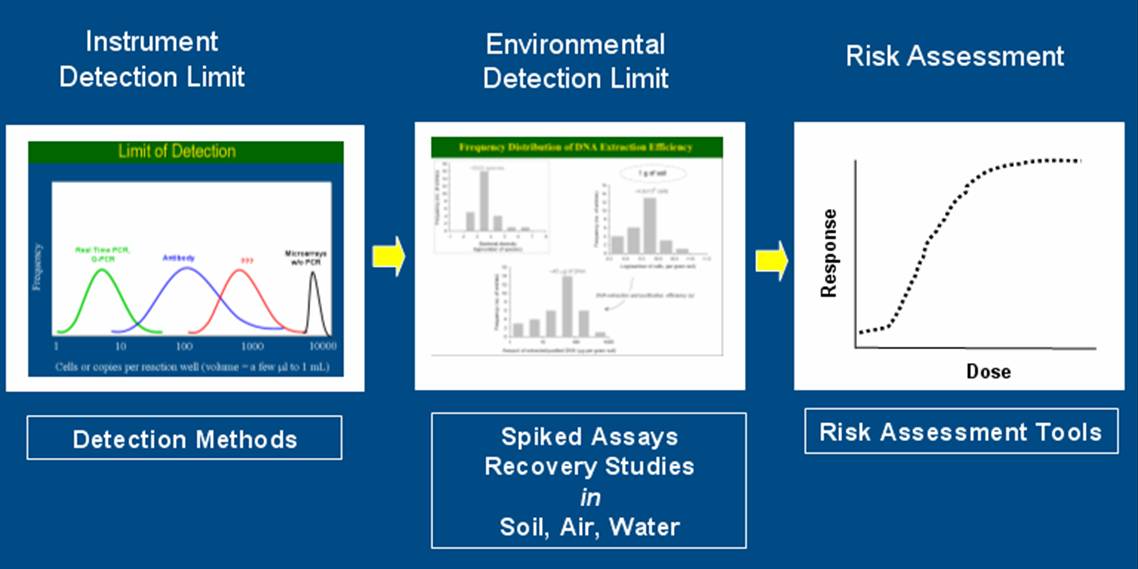 Instrument
Detection Limit
Environmental
Detection Limit
Risk Assessment
Limit of Detection
Frequency
Real Time PCR,
Q-PCR
Antibody
???
Microarrays
w/o PCR
1 10 100 1000 10000
Cells or copies per reaction well (volume = a few µl to 1 mL)
Frequency Distribution of DNA Extraction Efficiency
1 g of soil
Response
Dose
Detection Methods
Spiked Assays
Recovery Studies
in
Soil, Air, Water
Risk Assessment Tools